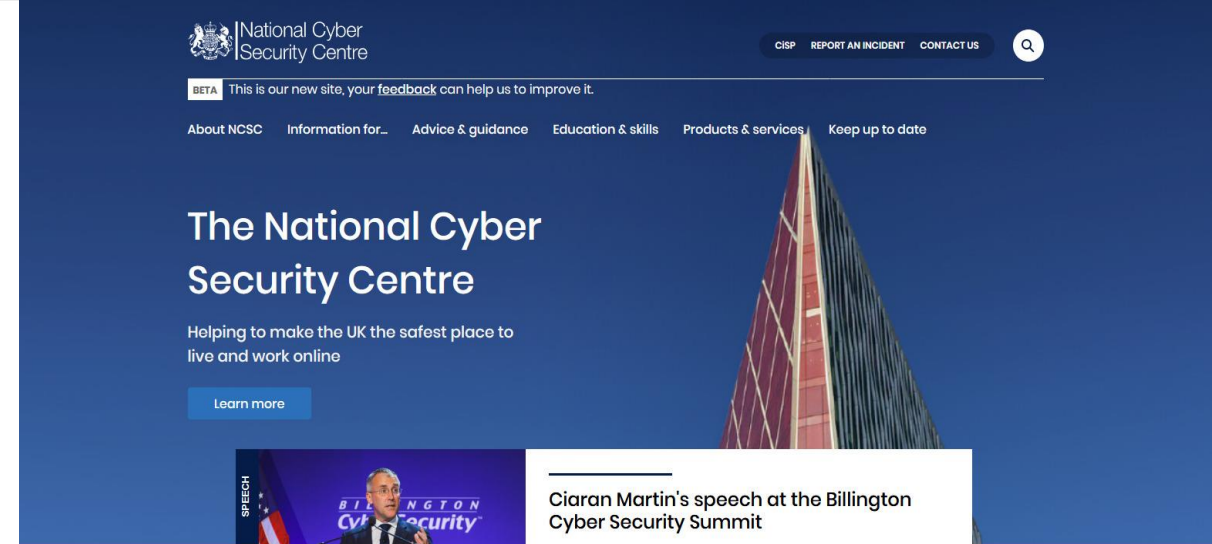 National Cyber
Security Centre
CiSP REPORT AN INCIDENT CONTACT US
BETA This is our new site, your feedback can help us to improve it.
About NCSC Information for... Advice & guidance Education & skills Products & services Keep up to date
The National Cyber
Security Centre
Helping to make the UK the safest place to
live and work online
Learn more
SPEECH
Ciaran Martin's speech at the Billington
Cyber Security Summit